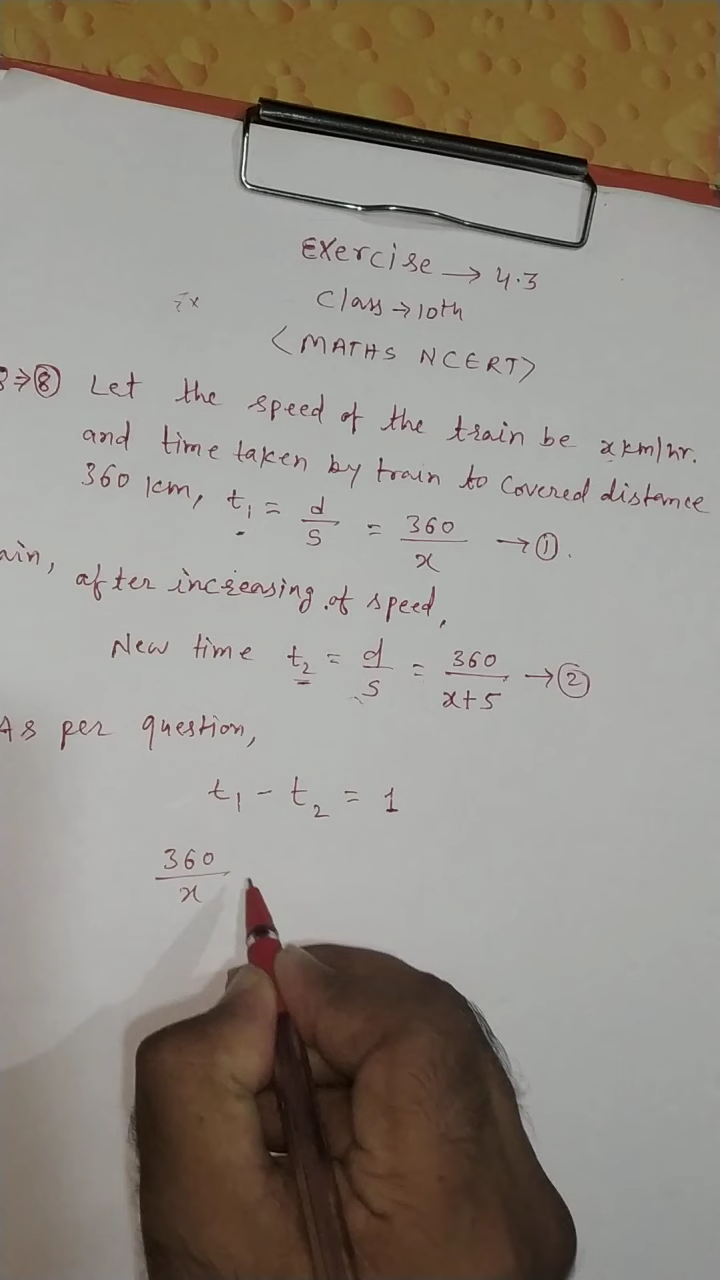 Exercise → 4.3
Class → 10th
<MATHS NCERT>
⇒ 8 Let the speed of the train be x km/hr.
and time taken by train to covered distance
360 km, t₁ = d/s = 360/x → ①.
ain, after increasing of speed,
New time t₂ = d/s = 360/x+5 → ②
As per question,
t₁ - t₂ = 1
360/x